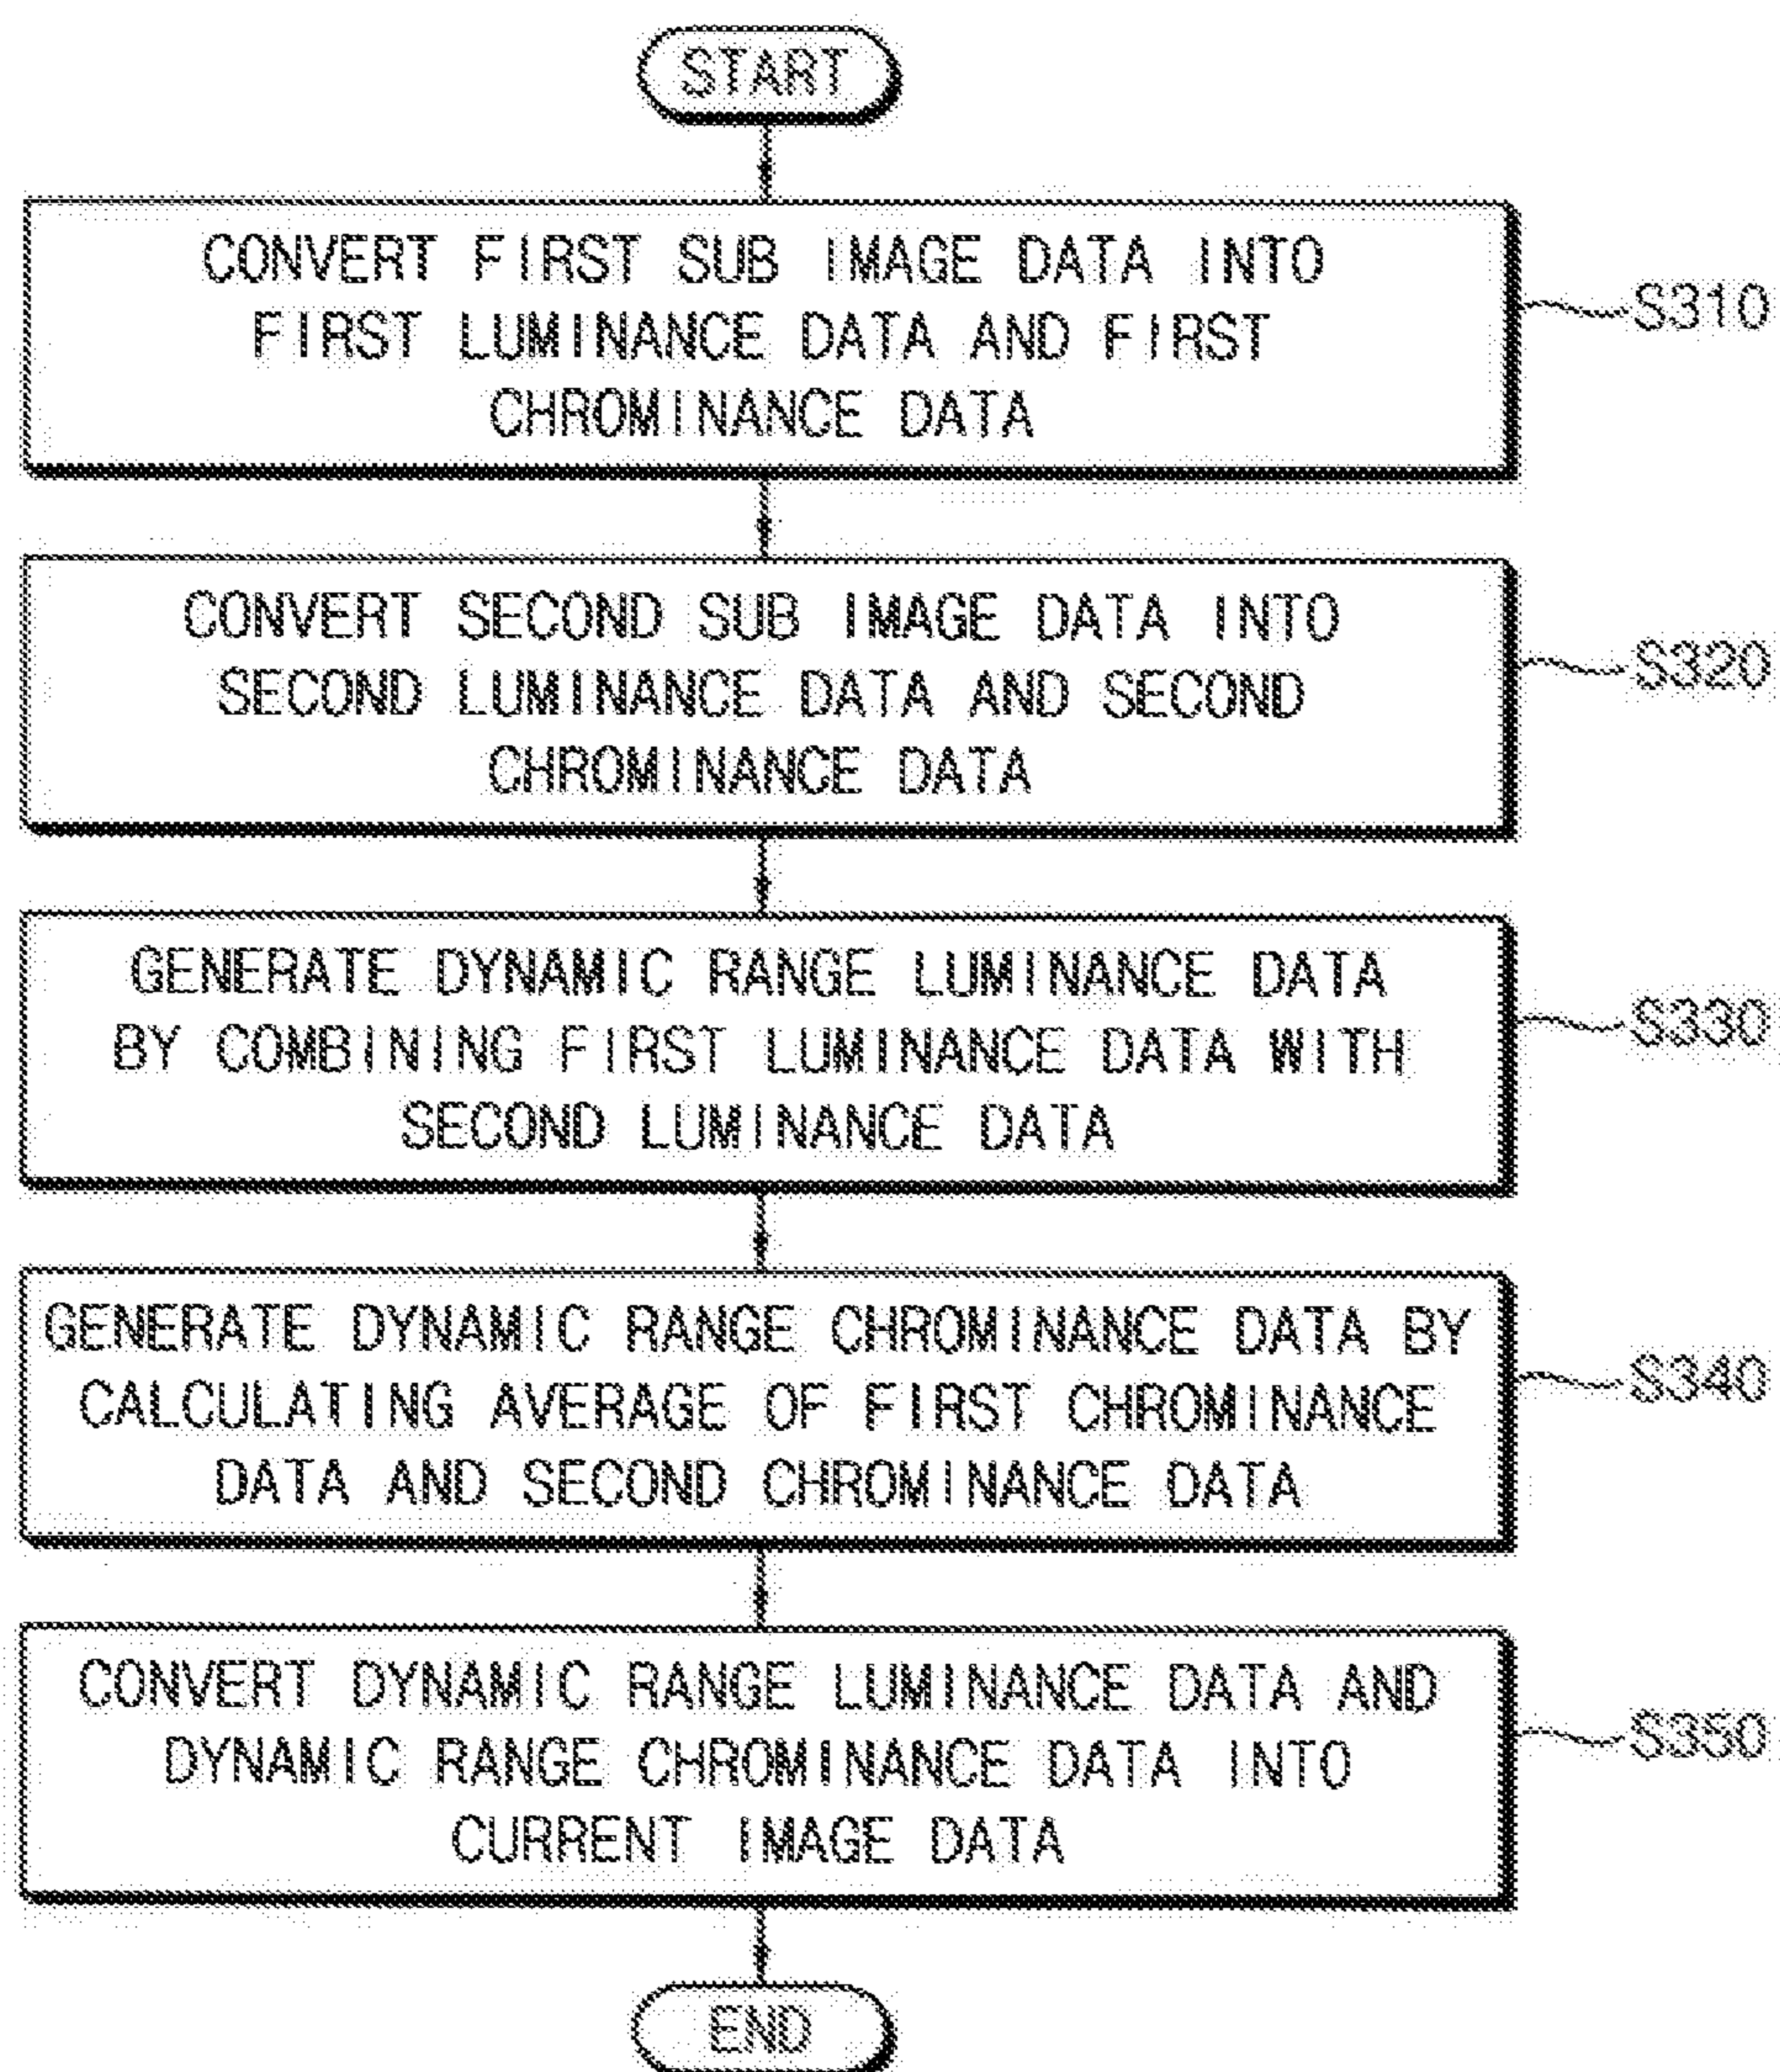 START
CONVERT FIRST SUB IMAGE DATA INTO
FIRST LUMINANCE DATA AND FIRST
CHROMINANCE DATA
S310
CONVERT SECOND SUB IMAGE DATA INTO
SECOND LUMINANCE DATA AND SECOND
CHROMINANCE DATA
S320
GENERATE DYNAMIC RANGE LUMINANCE DATA
BY COMBINING FIRST LUMINANCE DATA WITH
SECOND LUMINANCE DATA
S330
GENERATE DYNAMIC RANGE CHROMINANCE DATA BY
CALCULATING AVERAGE OF FIRST CHROMINANCE
DATA AND SECOND CHROMINANCE DATA
S340
CONVERT DYNAMIC RANGE LUMINANCE DATA AND
DYNAMIC RANGE CHROMINANCE DATA INTO
CURRENT IMAGE DATA
S350
END